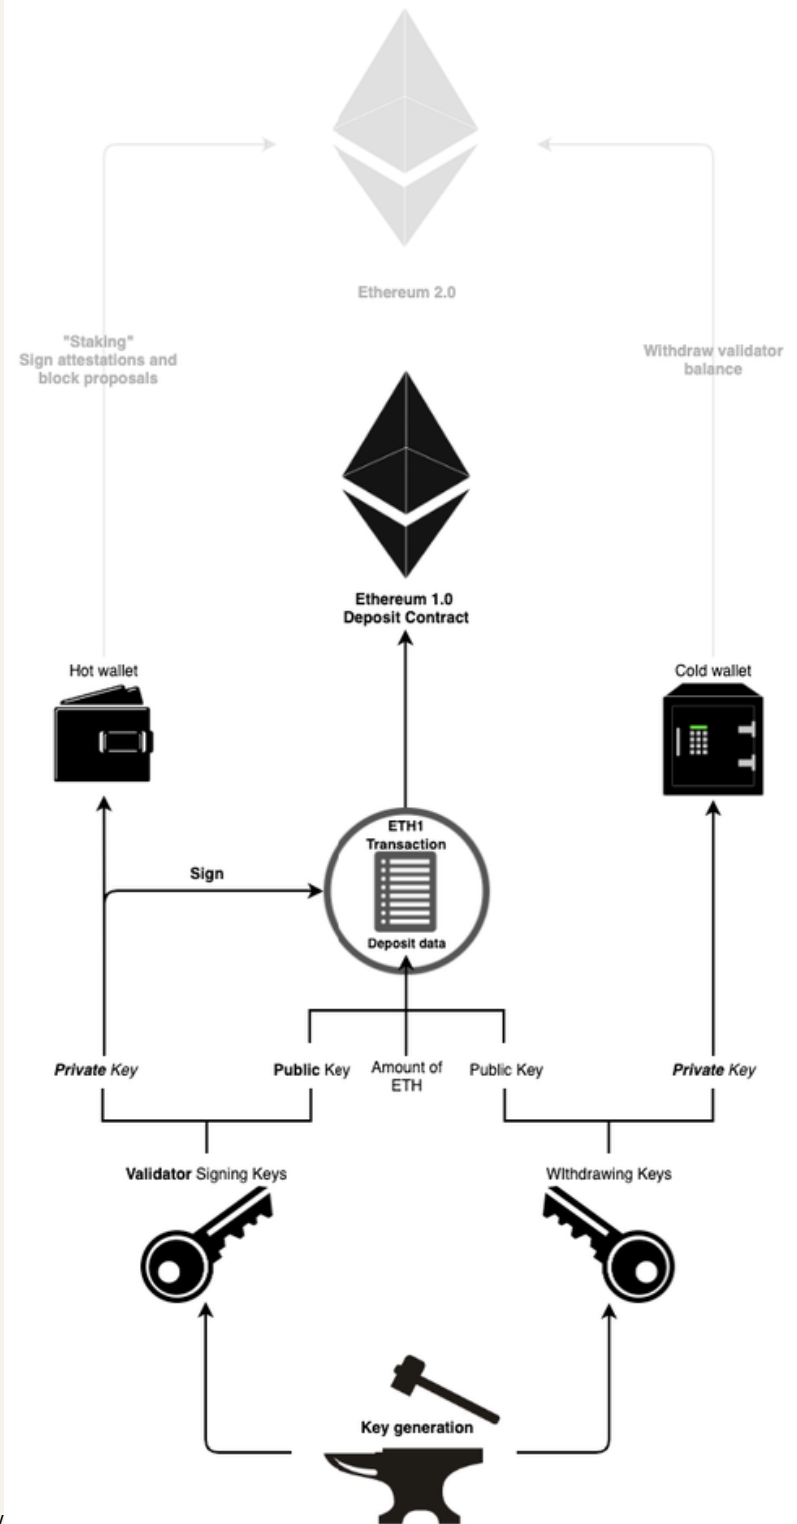 Ethereum 2.0
"Staking"
Sign attestations and
block proposals
Withdraw validator
balance
Ethereum 1.0
Deposit Contract
Hot wallet
Cold wallet
ETH1
Transaction
Sign
Deposit data
Private Key
Public Key
Amount of
ETH
Public Key
Private Key
Validator Signing Keys
WIthdrawing Keys
Key generation